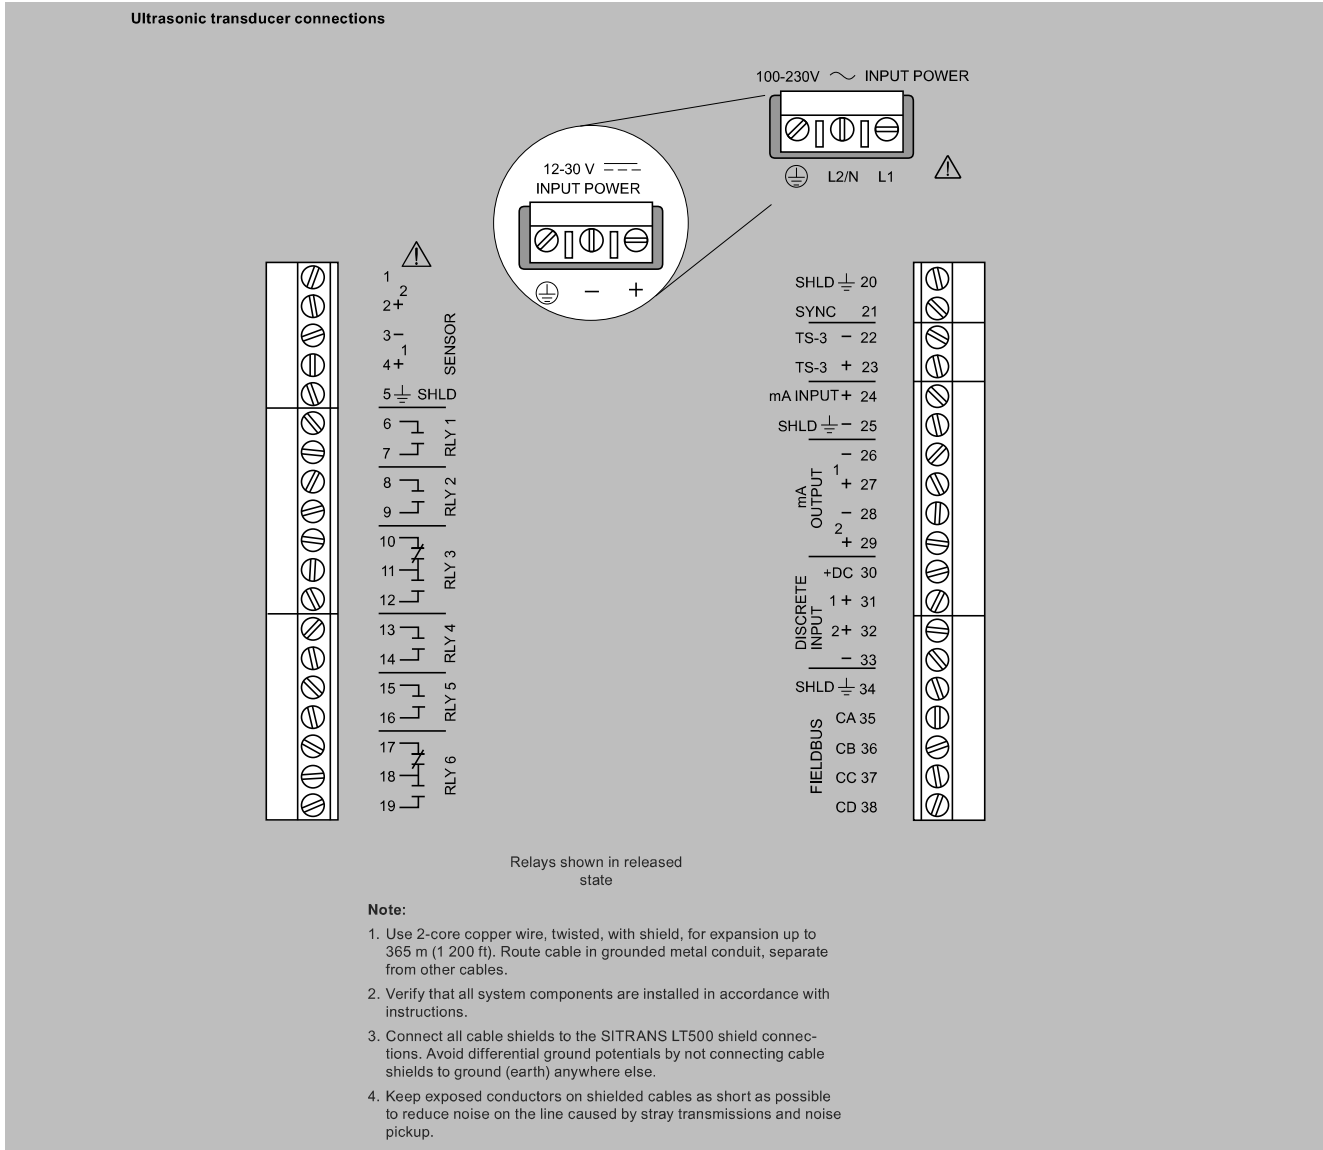 Ultrasonic transducer connections
100-230V INPUT POWER
L2/N L1
12-30 V
INPUT POWER
− +
1
2
2+
3−
1
4+
SENSOR
5 SHLD
6
7
RLY 1
8
9
RLY 2
10
11
12
RLY 3
13
14
RLY 4
15
16
RLY 5
17
18
19
RLY 6
SHLD 20
SYNC 21
TS-3 − 22
TS-3 + 23
mA INPUT + 24
SHLD − 25
− 26
1
+ 27
− 28
2
+ 29
mA
OUTPUT
+DC 30
1 + 31
2+ 32
− 33
DISCRETE
INPUT
SHLD 34
CA 35
CB 36
CC 37
CD 38
FIELDBUS
Relays shown in released
state
Note:
1. Use 2-core copper wire, twisted, with shield, for expansion up to
365 m (1 200 ft). Route cable in grounded metal conduit, separate
from other cables.
2. Verify that all system components are installed in accordance with
instructions.
3. Connect all cable shields to the SITRANS LT500 shield connec-
tions. Avoid differential ground potentials by not connecting cable
shields to ground (earth) anywhere else.
4. Keep exposed conductors on shielded cables as short as possible
to reduce noise on the line caused by stray transmissions and noise
pickup.